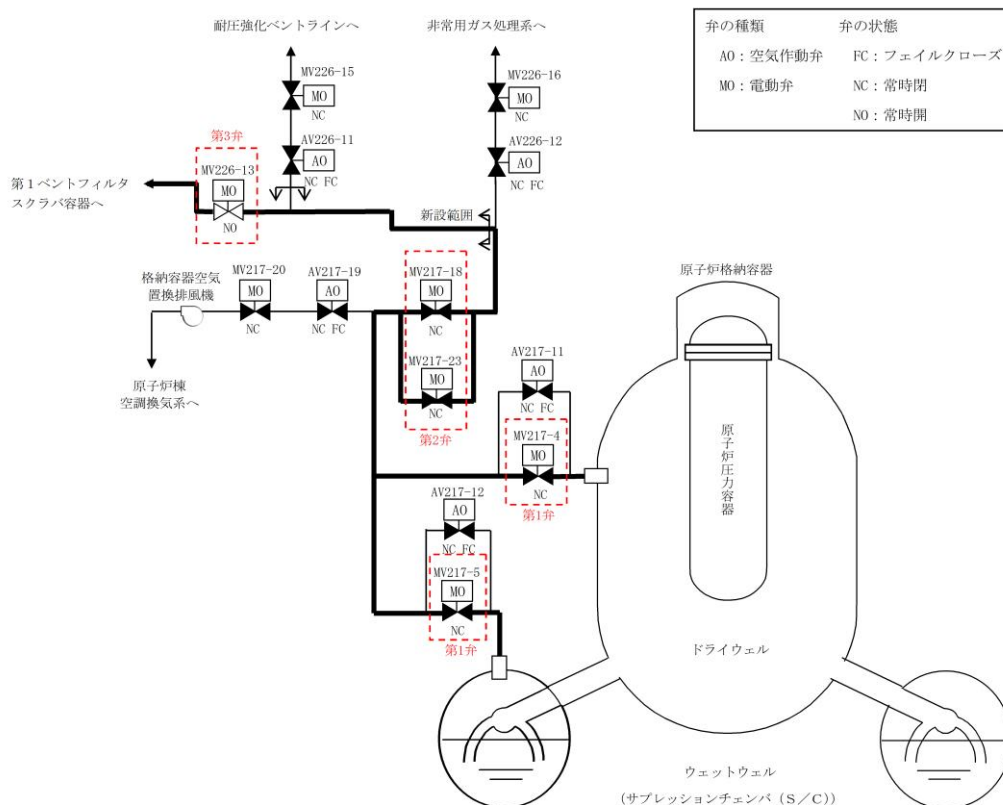 耐圧強化ベントラインへ
非常用ガス処理系へ
弁の種類
弁の状態
AO：空気作動弁
FC：フェイルクローズ
MO：電動弁
NC：常時閉
NO：常時開
MV226-15
MO
NC
MV226-16
MO
NC
AV226-11
AO
NC FC
AV226-12
AO
NC FC
第3弁
MV226-13
MO
NO
第１ベントフィルタ
スクラバ容器へ
新設範囲
格納容器空気
置換排風機
MV217-20
MO
NC
AV217-19
AO
NC FC
MV217-18
MO
NC
MV217-23
MO
NC
第2弁
原子炉棟
空調換気系へ
原子炉格納容器
原子炉圧力容器
AV217-11
AO
NC FC
MV217-4
MO
NC
第1弁
AV217-12
AO
NC FC
MV217-5
MO
NC
第1弁
ドライウェル
ウェットウェル
(サプレッションチェンバ（S／C）)